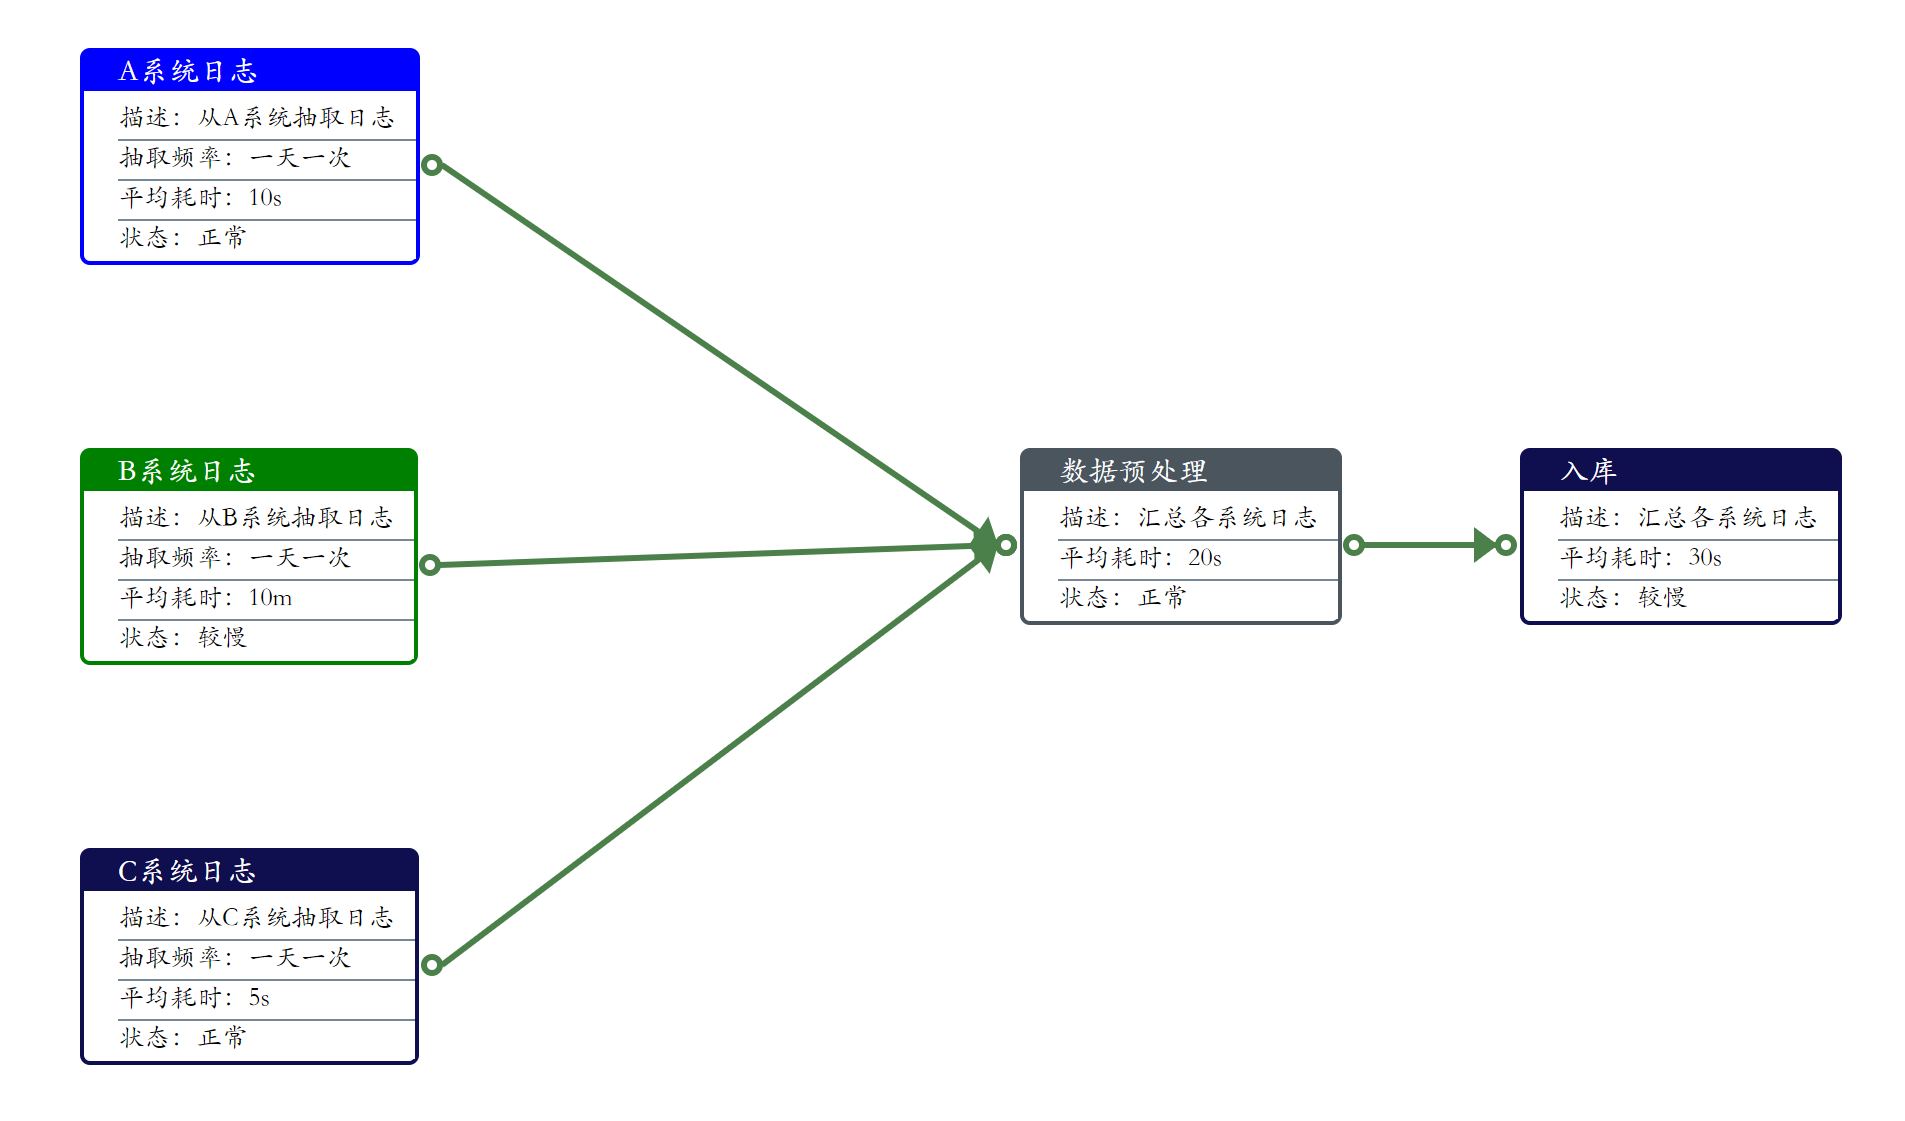 A系统日志
描述：从A系统抽取日志
抽取频率：一天一次
平均耗时：10s
状态：正常
B系统日志
描述：从B系统抽取日志
抽取频率：一天一次
平均耗时：10m
状态：较慢
C系统日志
描述：从C系统抽取日志
抽取频率：一天一次
平均耗时：5s
状态：正常
数据预处理
描述：汇总各系统日志
平均耗时：20s
状态：正常
入库
描述：汇总各系统日志
平均耗时：30s
状态：较慢